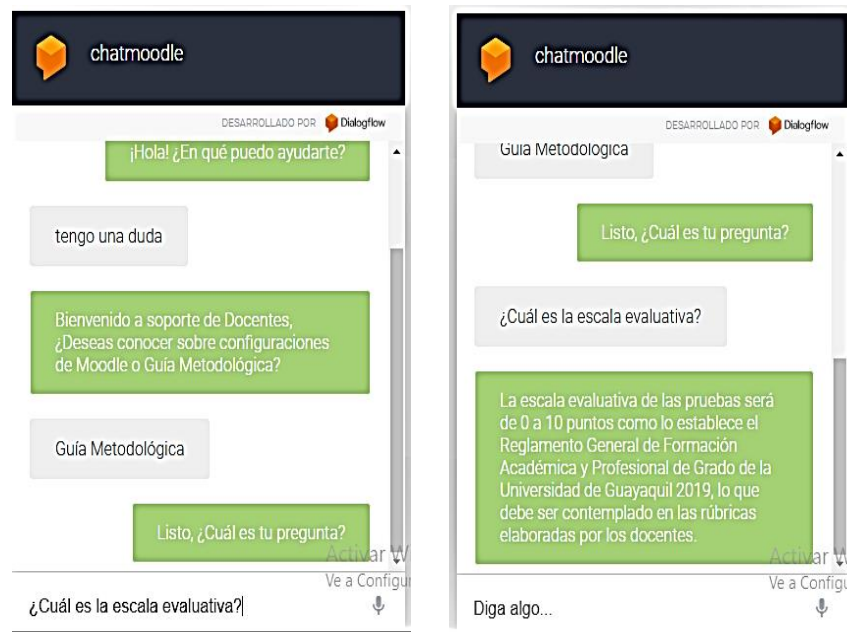 chatmoodle
DESARROLLADO POR Dialogflow
¡Hola! ¿En qué puedo ayudarte?
tengo una duda
Bienvenido a soporte de Docentes,
¿Deseas conocer sobre configuraciones
de Moodle o Guía Metodológica?
Guía Metodológica
Listo, ¿Cuál es tu pregunta?
Activar W
Ve a Configur
¿Cuál es la escala evaluativa?
chatmoodle
DESARROLLADO POR Dialogflow
Guía Metodológica
Listo, ¿Cuál es tu pregunta?
¿Cuál es la escala evaluativa?
La escala evaluativa de las pruebas será
de 0 a 10 puntos como lo establece el
Reglamento General de Formación
Académica y Profesional de Grado de la
Universidad de Guayaquil 2019, lo que
debe ser contemplado en las rúbricas
elaboradas por los docentes.
Activar W
Ve a Configu
Diga algo...